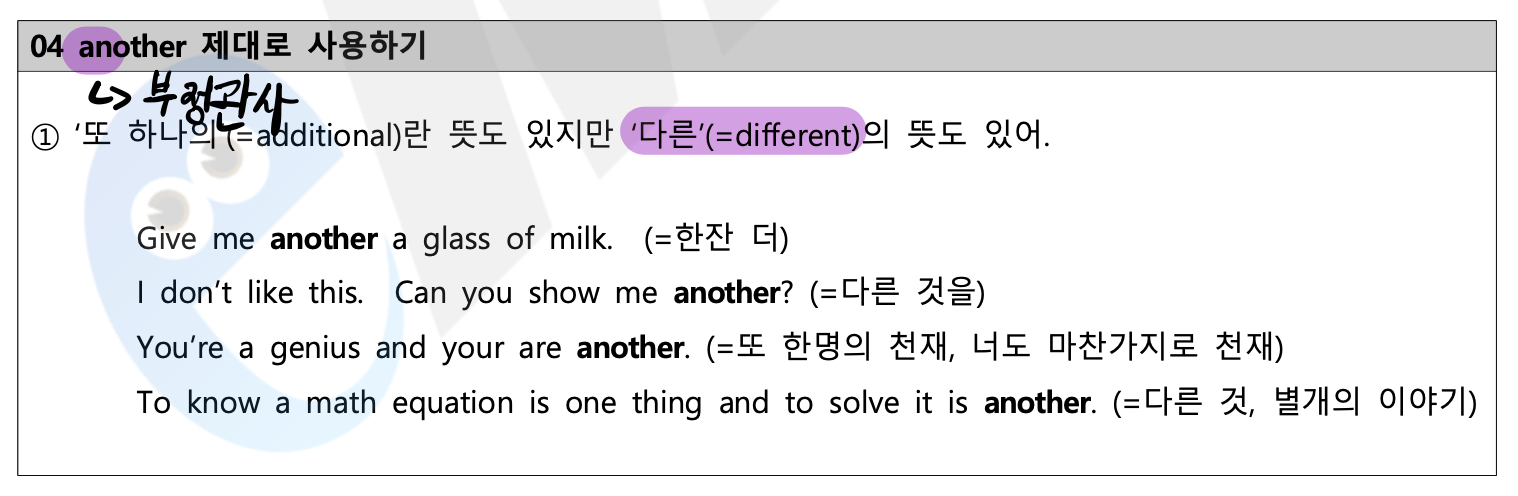 04 another 제대로 사용하기
↳ 부정관사
① ‘또 하나의’(=additional)란 뜻도 있지만 ‘다른’(=different)의 뜻도 있어.
Give me another a glass of milk. (=한잔 더)
I don’t like this. Can you show me another? (=다른 것을)
You’re a genius and your are another. (=또 한명의 천재, 너도 마찬가지로 천재)
To know a math equation is one thing and to solve it is another. (=다른 것, 별개의 이야기)